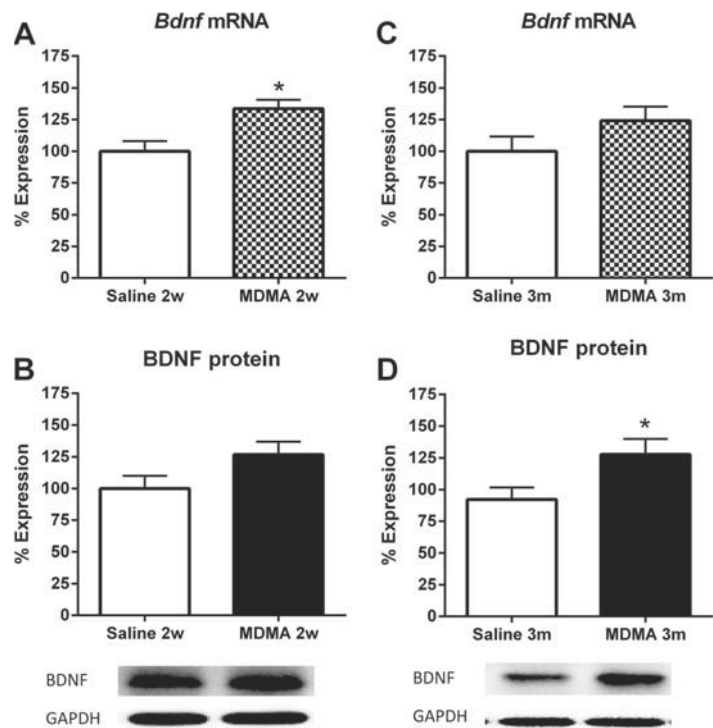 A
Bdnf mRNA
% Expression
175
150
125
100
75
50
25
0
*
Saline 2w
MDMA 2w
C
Bdnf mRNA
% Expression
175
150
125
100
75
50
25
0
Saline 3m
MDMA 3m
B
BDNF protein
% Expression
175
150
125
100
75
50
25
0
Saline 2w
MDMA 2w
BDNF
GAPDH
D
BDNF protein
% Expression
175
150
125
100
75
50
25
0
*
Saline 3m
MDMA 3m
BDNF
GAPDH